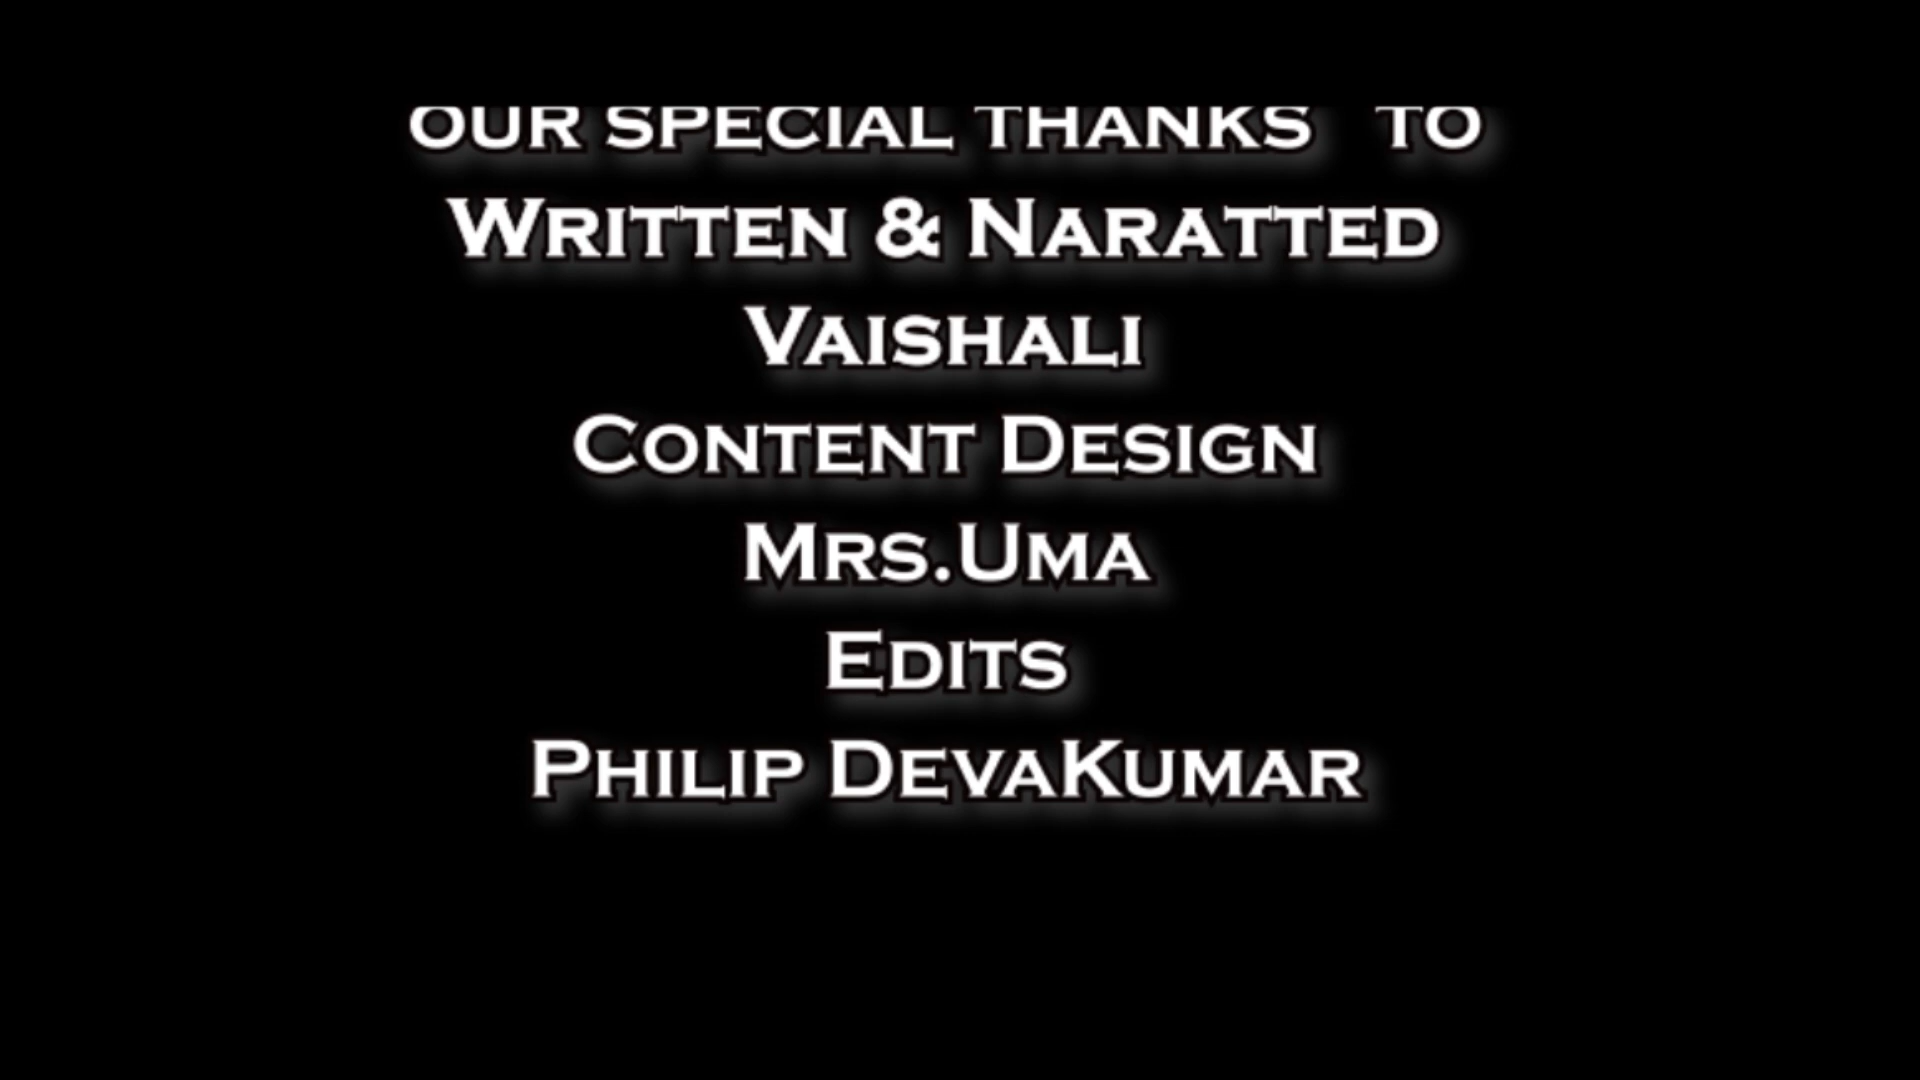 OUR SPECIAL THANKS TO
WRITTEN & NARATTED
VAISHALI
CONTENT DESIGN
MRS.UMA
EDITS
PHILIP DEVAKUMAR